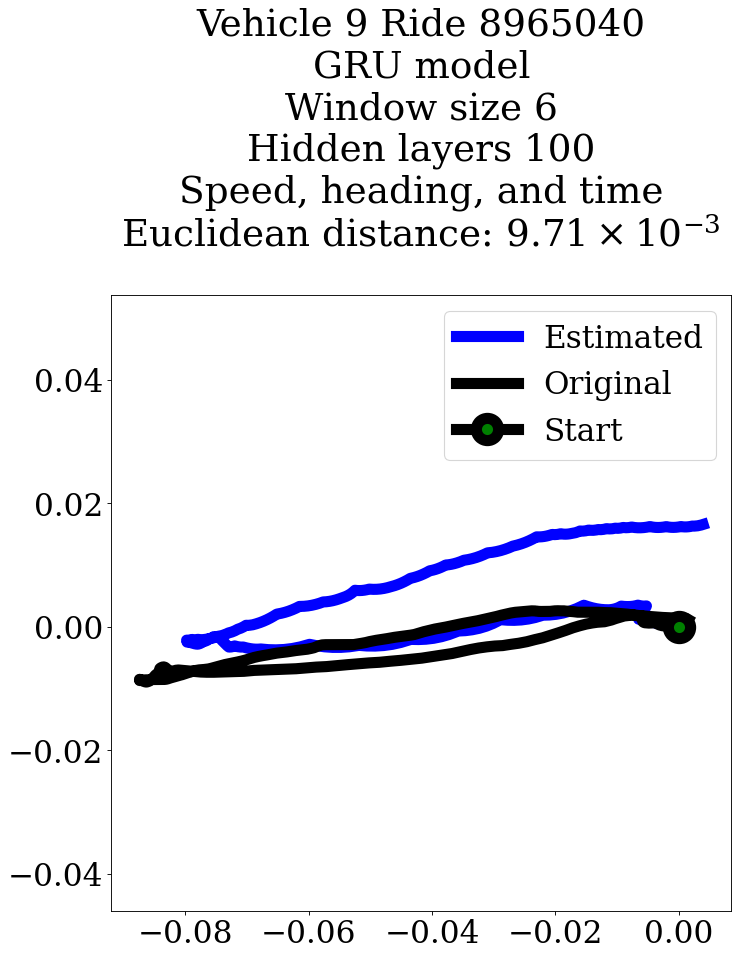 Vehicle 9 Ride 8965040
GRU model
Window size 6
Hidden layers 100
Speed, heading, and time
Euclidean distance: 9.71 × 10⁻³
Estimated
Original
Start
0.04
0.02
0.00
−0.02
−0.04
−0.08 −0.06 −0.04 −0.02 0.00